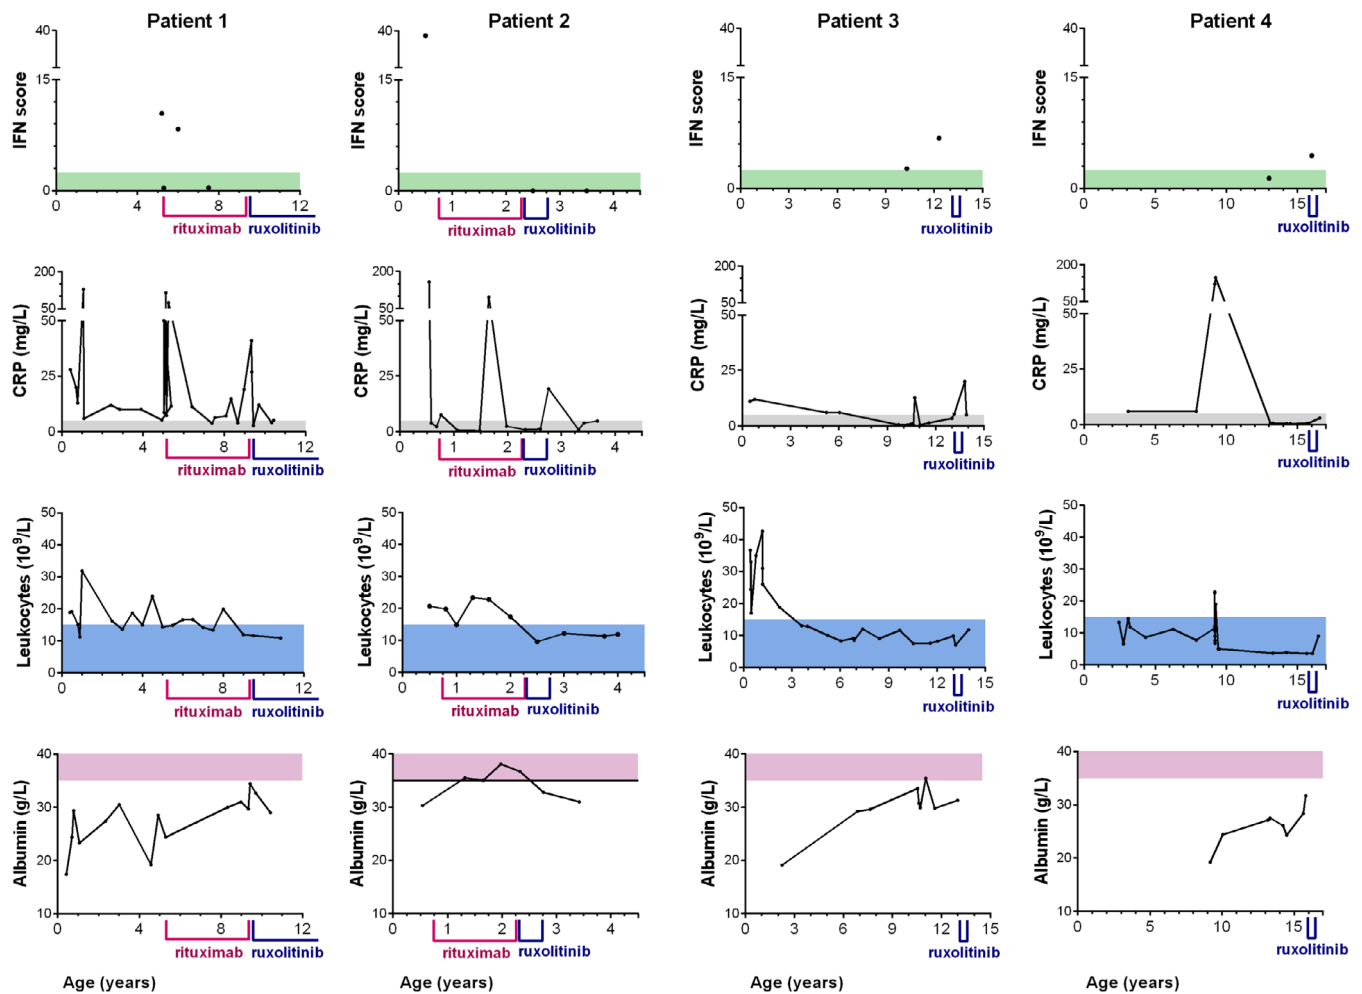 Patient 1 Patient 2 Patient 3 Patient 4
IFN score 40 15 0 0 4 8 12 rituximab ruxolitinib
IFN score 40 15 0 0 1 2 3 4 rituximab ruxolitinib
IFN score 40 15 0 0 3 6 9 12 15 ruxolitinib
IFN score 40 15 0 0 5 10 15 ruxolitinib
CRP (mg/L) 200 50 50 25 0 0 4 8 12 rituximab ruxolitinib
CRP (mg/L) 200 50 50 25 0 0 1 2 3 4 rituximab ruxolitinib
CRP (mg/L) 200 50 50 25 0 0 3 6 9 12 15 ruxolitinib
CRP (mg/L) 200 50 50 25 0 0 5 10 15 ruxolitinib
Leukocytes (10⁹/L) 50 40 30 20 10 0 0 4 8 12 rituximab ruxolitinib
Leukocytes (10⁹/L) 50 40 30 20 10 0 0 1 2 3 4 rituximab ruxolitinib
Leukocytes (10⁹/L) 50 40 30 20 10 0 0 3 6 9 12 15 ruxolitinib
Leukocytes (10⁹/L) 50 40 30 20 10 0 0 5 10 15 ruxolitinib
Albumin (g/L) 40 30 20 10 0 4 8 12 rituximab ruxolitinib
Albumin (g/L) 40 30 20 10 0 1 2 3 4 rituximab ruxolitinib
Albumin (g/L) 40 30 20 10 0 3 6 9 12 15 ruxolitinib
Albumin (g/L) 40 30 20 10 0 5 10 15 ruxolitinib
Age (years) Age (years) Age (years) Age (years)